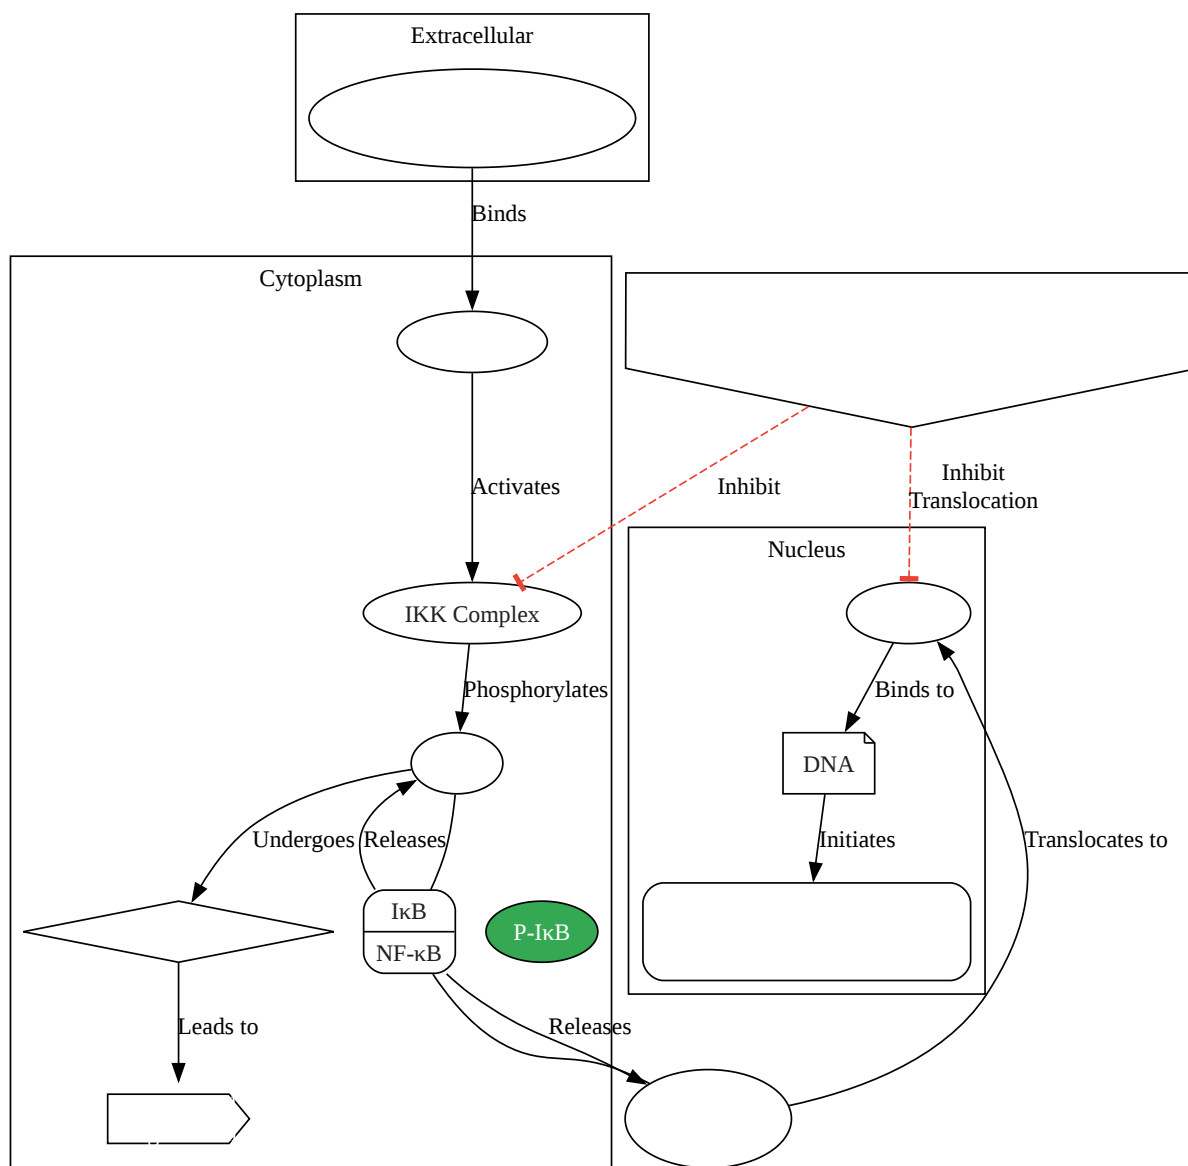 Extracellular
Binds
Cytoplasm
Activates
Inhibit
Inhibit
Translocation
Nucleus
IKK Complex
Phosphorylates
Binds to
DNA
Undergoes
Releases
Initiates
Translocates to
IκB
NF-κB
P-IκB
Leads to
Releases